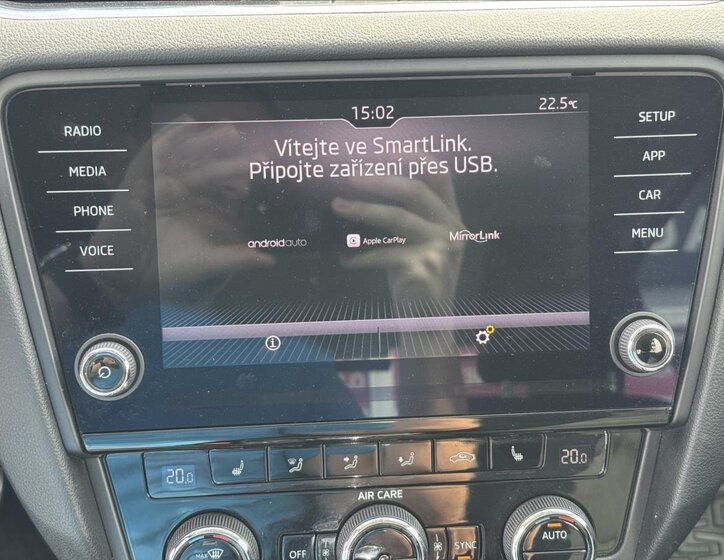 15:02
22.5°C
RADIO
MEDIA
PHONE
VOICE
SETUP
APP
CAR
MENU
Vítejte ve SmartLink.
Připojte zařízení přes USB.
androidauto
Apple CarPlay
MirrorLink
20.0
20.0
AIR CARE
MAX
OFF
SYNC
AUTO